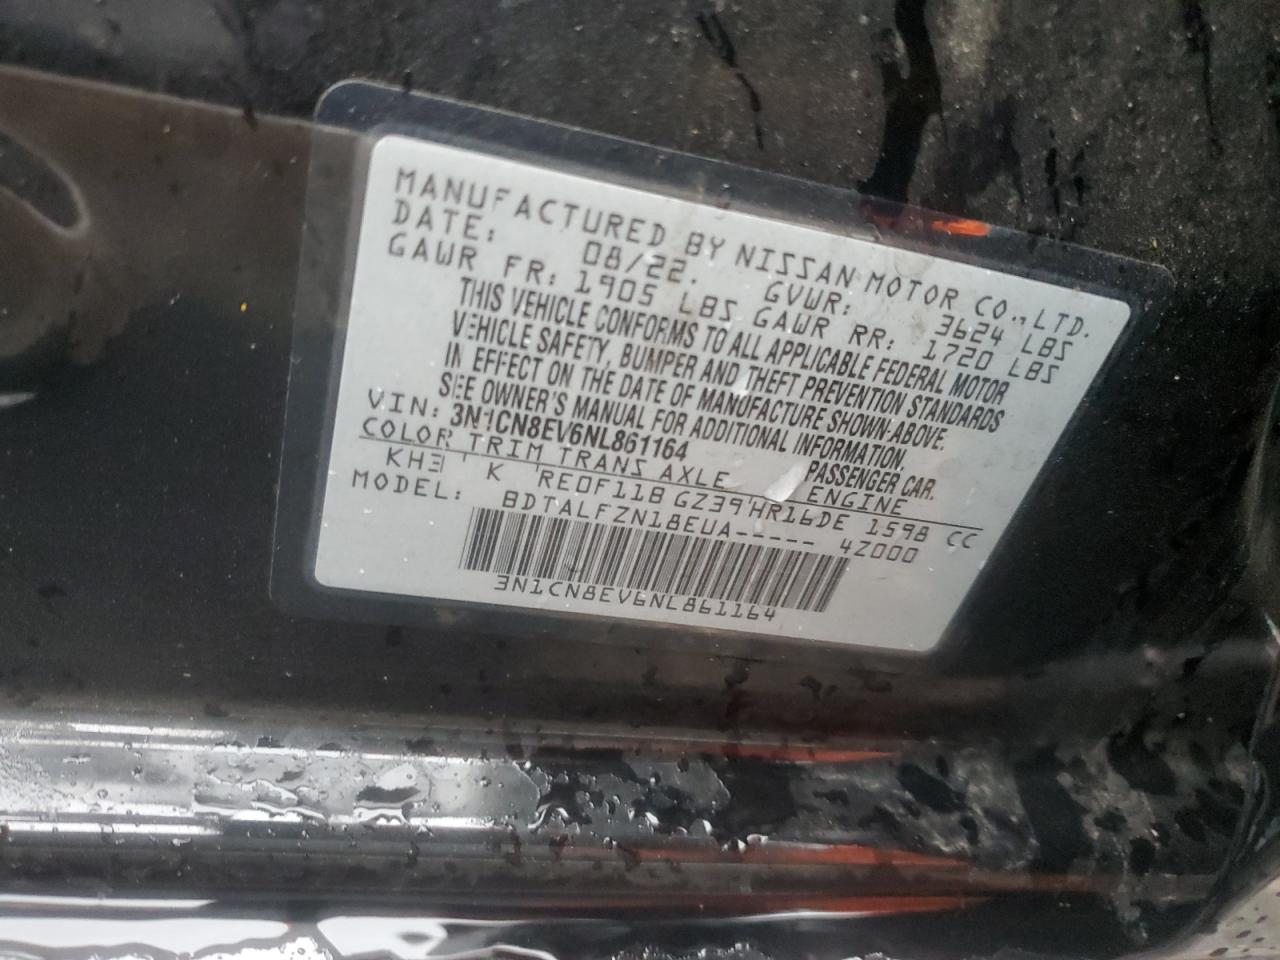 MANUFACTURED BY NISSAN MOTOR CO., LTD.
DATE: 08/22. GVWR: 3624 LBS
GAWR FR: 1905 LBS GAWR RR: 1720 LBS
THIS VEHICLE CONFORMS TO ALL APPLICABLE FEDERAL MOTOR
VEHICLE SAFETY, BUMPER AND THEFT PREVENTION STANDARDS
IN EFFECT ON THE DATE OF MANUFACTURE SHOWN ABOVE.
SEE OWNER'S MANUAL FOR ADDITIONAL INFORMATION.
VIN: 3N1CN8EV6NL861164 PASSENGER CAR.
COLOR TRIM TRANS AXLE ENGINE
KH3 K RE0F11B GZ39 HR16DE 1598 CC
MODEL: BDTALFZN18EUA----- 4Z000
3N1CN8EV6NL861164